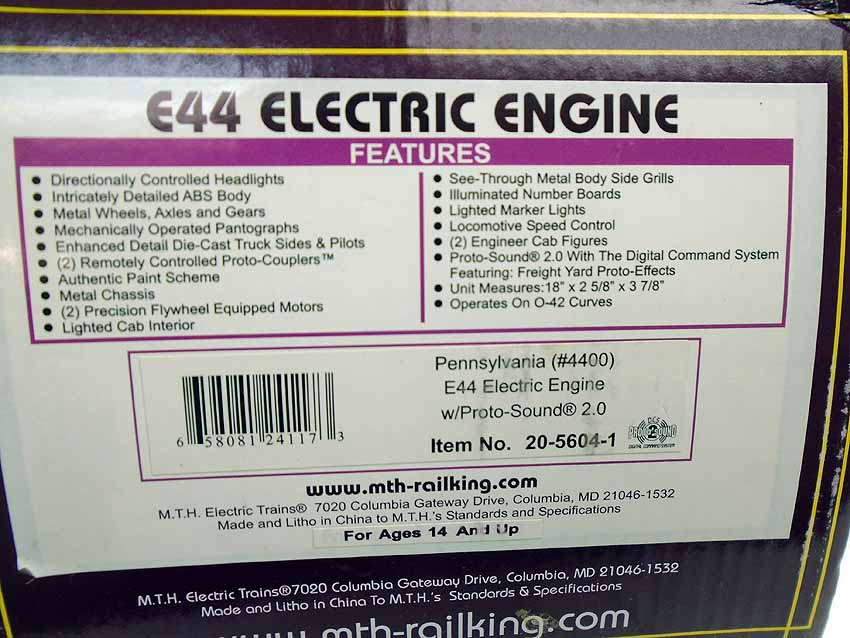 E44 ELECTRIC ENGINE
FEATURES
● Directionally Controlled Headlights
● Intricately Detailed ABS Body
● Metal Wheels, Axles and Gears
● Mechanically Operated Pantographs
● Enhanced Detail Die-Cast Truck Sides & Pilots
● (2) Remotely Controlled Proto-Couplers™
● Authentic Paint Scheme
● Metal Chassis
● (2) Precision Flywheel Equipped Motors
● Lighted Cab Interior
● See-Through Metal Body Side Grills
● Illuminated Number Boards
● Lighted Marker Lights
● Locomotive Speed Control
● (2) Engineer Cab Figures
● Proto-Sound® 2.0 With The Digital Command System
Featuring: Freight Yard Proto-Effects
● Unit Measures:18" x 2 5/8" x 3 7/8"
● Operates On O-42 Curves
6 58081 24117 3
Pennsylvania (#4400)
E44 Electric Engine
w/Proto-Sound® 2.0
Item No. 20-5604-1
DCS
PROTO-SOUND
2
DIGITAL COMMAND SYSTEM
www.mth-railking.com
M.T.H. Electric Trains® 7020 Columbia Gateway Drive, Columbia, MD 21046-1532
Made and Litho in China to M.T.H.'s Standards and Specifications
For Ages 14 And Up
M.T.H. Electric Trains®7020 Columbia Gateway Drive, Columbia, MD 21046-1532
Made and Litho in China To M.T.H.'s Standards & Specifications
www.mth-railking.com